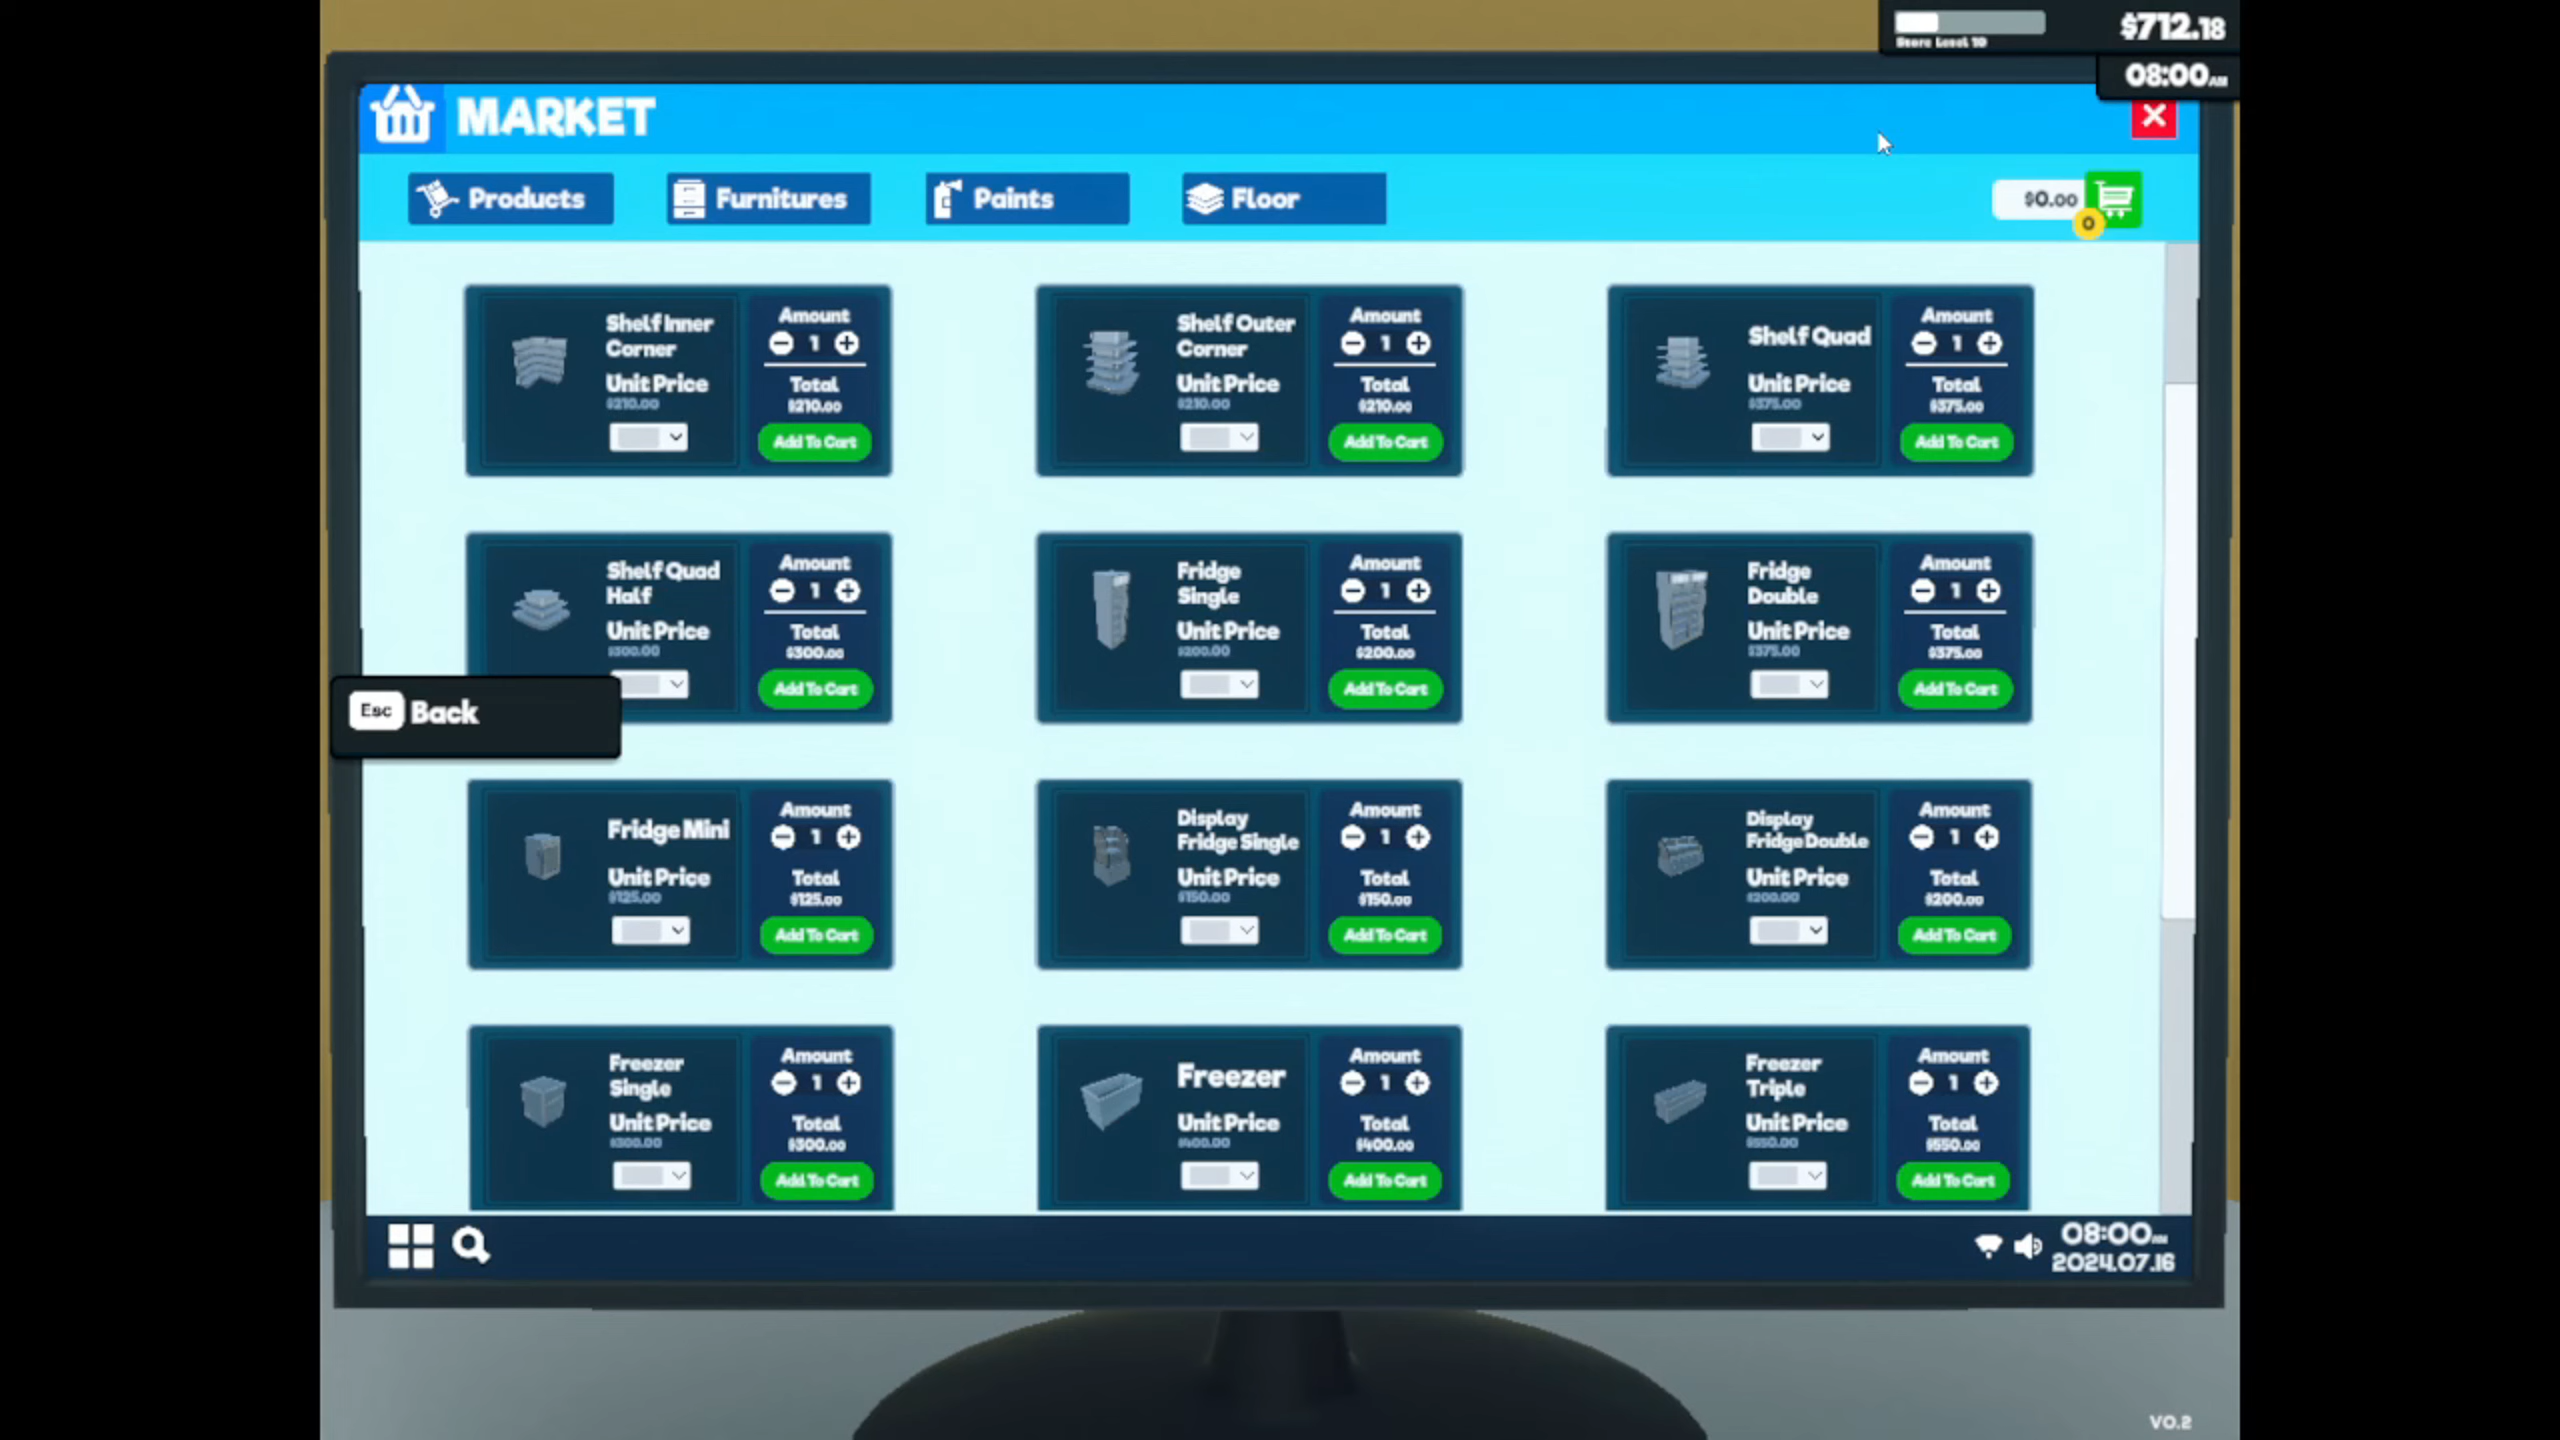 $712.18
Store Level 10
08:00AM
MARKET
Products
Furnitures
Paints
Floor
$0.00
0
Shelf Inner Corner
Unit Price
$210.00
Amount
1
Total
$210.00
Add To Cart
Shelf Outer Corner
Unit Price
$210.00
Amount
1
Total
$210.00
Add To Cart
Shelf Quad
Unit Price
$375.00
Amount
1
Total
$375.00
Add To Cart
Shelf Quad Half
Unit Price
$300.00
Amount
1
Total
$300.00
Add To Cart
Fridge Single
Unit Price
$200.00
Amount
1
Total
$200.00
Add To Cart
Fridge Double
Unit Price
$375.00
Amount
1
Total
$375.00
Add To Cart
Esc Back
Fridge Mini
Unit Price
$125.00
Amount
1
Total
$125.00
Add To Cart
Display Fridge Single
Unit Price
$150.00
Amount
1
Total
$150.00
Add To Cart
Display Fridge Double
Unit Price
$200.00
Amount
1
Total
$200.00
Add To Cart
Freezer Single
Unit Price
$300.00
Amount
1
Total
$300.00
Add To Cart
Freezer
Unit Price
$400.00
Amount
1
Total
$400.00
Add To Cart
Freezer Triple
Unit Price
$550.00
Amount
1
Total
$550.00
Add To Cart
08:00AM
2024.07.16
V0.2